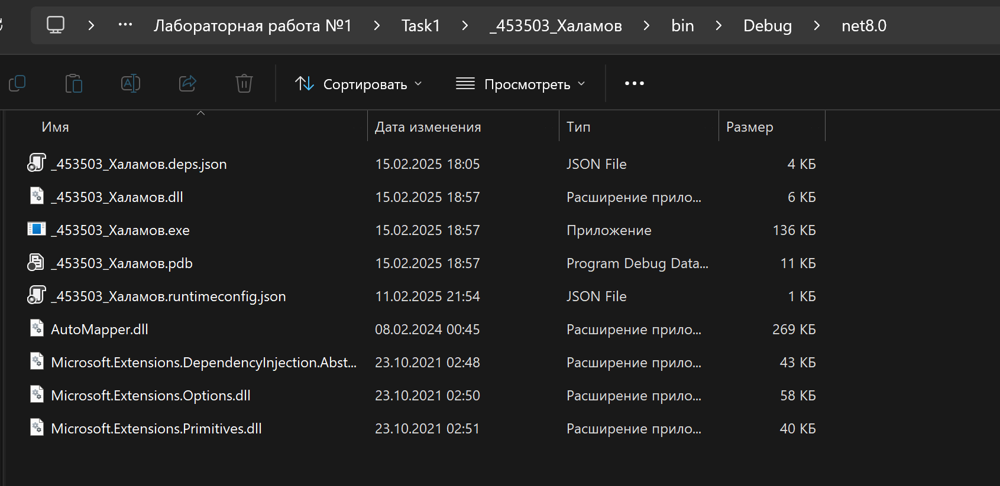 Лабораторная работа №1 > Task1 > _453503_Халамов > bin > Debug > net8.0
Сортировать Просмотреть
Имя Дата изменения Тип Размер
_453503_Халамов.deps.json 15.02.2025 18:05 JSON File 4 КБ
_453503_Халамов.dll 15.02.2025 18:57 Расширение прило... 6 КБ
_453503_Халамов.exe 15.02.2025 18:57 Приложение 136 КБ
_453503_Халамов.pdb 15.02.2025 18:57 Program Debug Data... 11 КБ
_453503_Халамов.runtimeconfig.json 11.02.2025 21:54 JSON File 1 КБ
AutoMapper.dll 08.02.2024 00:45 Расширение прило... 269 КБ
Microsoft.Extensions.DependencyInjection.Abst... 23.10.2021 02:48 Расширение прило... 43 КБ
Microsoft.Extensions.Options.dll 23.10.2021 02:50 Расширение прило... 58 КБ
Microsoft.Extensions.Primitives.dll 23.10.2021 02:51 Расширение прило... 40 КБ